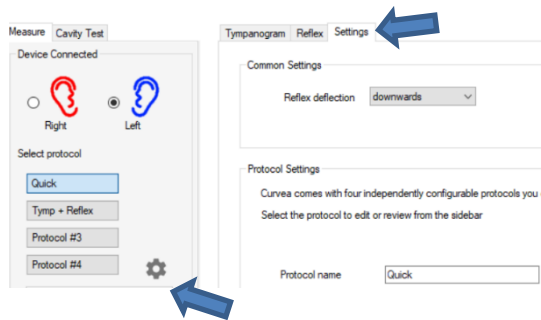 Measure Cavity Test
Device Connected
Right Left
Select protocol
Quick
Tymp + Reflex
Protocol #3
Protocol #4
Tympanogram Reflex Settings
Common Settings
Reflex deflection downwards
Protocol Settings
Curvea comes with four independently configurable protocols you
Select the protocol to edit or review from the sidebar
Protocol name Quick